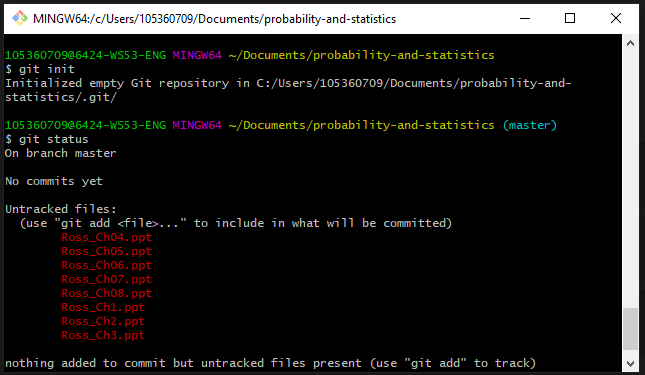 MINGW64:/c/Users/105360709/Documents/probability-and-statistics
105360709@6424-WS53-ENG MINGW64 ~/Documents/probability-and-statistics
$ git init
Initialized empty Git repository in C:/Users/105360709/Documents/probability-and-
statistics/.git/
105360709@6424-WS53-ENG MINGW64 ~/Documents/probability-and-statistics (master)
$ git status
On branch master
No commits yet
Untracked files:
(use "git add <file>..." to include in what will be committed)
Ross_Ch04.ppt
Ross_Ch05.ppt
Ross_Ch06.ppt
Ross_Ch07.ppt
Ross_Ch08.ppt
Ross_Ch1.ppt
Ross_Ch2.ppt
Ross_Ch3.ppt
nothing added to commit but untracked files present (use "git add" to track)